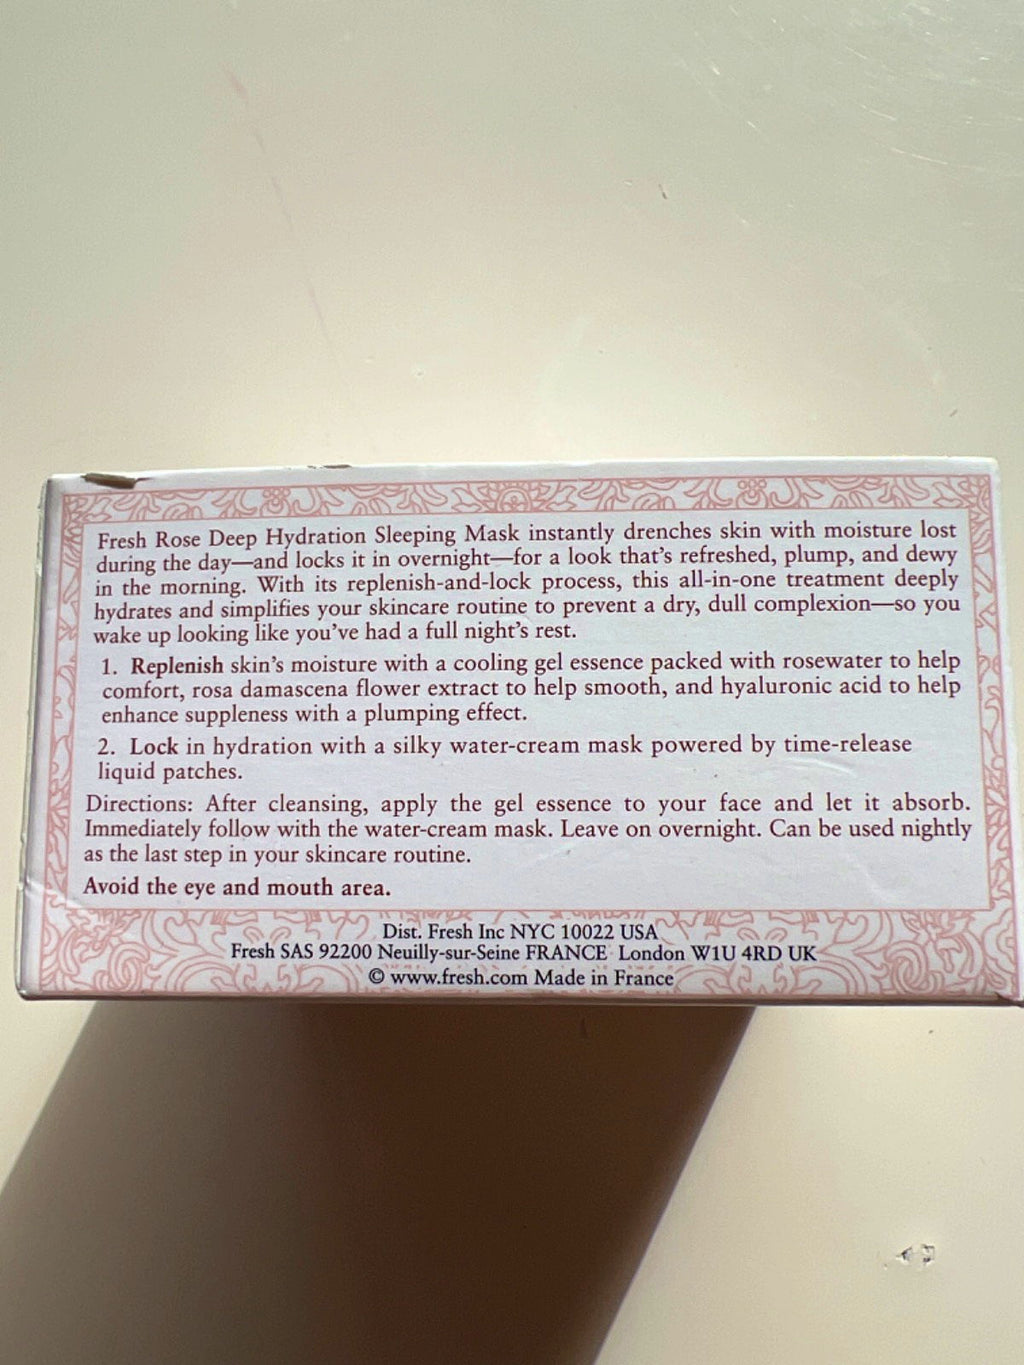 Fresh Rose Deep Hydration Sleeping Mask instantly drenches skin with moisture lost
during the day—and locks it in overnight—for a look that's refreshed, plump, and dewy
in the morning. With its replenish-and-lock process, this all-in-one treatment deeply
hydrates and simplifies your skincare routine to prevent a dry, dull complexion—so you
wake up looking like you've had a full night's rest.
1. Replenish skin's moisture with a cooling gel essence packed with rosewater to help
comfort, rosa damascena flower extract to help smooth, and hyaluronic acid to help
enhance suppleness with a plumping effect.
2. Lock in hydration with a silky water-cream mask powered by time-release
liquid patches.
Directions: After cleansing, apply the gel essence to your face and let it absorb.
Immediately follow with the water-cream mask. Leave on overnight. Can be used nightly
as the last step in your skincare routine.
Avoid the eye and mouth area.
Dist. Fresh Inc NYC 10022 USA
Fresh SAS 92200 Neuilly-sur-Seine FRANCE London W1U 4RD UK
© www.fresh.com Made in France